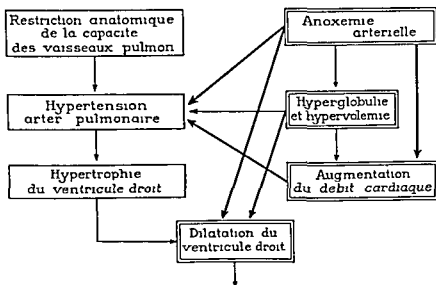 Restriction anatomique
de la capacité
des vaisseaux pulmon
Anoxemie
arterielle
Hypertension
arter pulmonaire
Hyperglobulie
et hypervolemie
Hypertrophie
du ventricule droit
Augmentation
du debit cardiaque
Dilatation du
ventricule droit